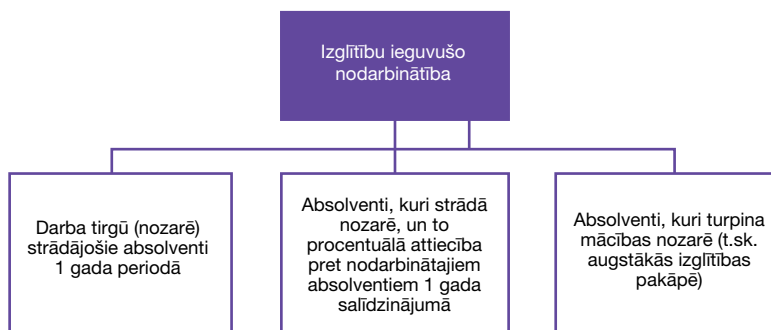 Izglītību ieguvušo
nodarbinātība
Darba tirgū (nozarē)
strādājošie absolventi
1 gada periodā
Absolventi, kuri strādā
nozarē, un to
procentuālā attiecība
pret nodarbinātajiem
absolventiem 1 gada
salīdzinājumā
Absolventi, kuri turpina
mācības nozarē (t.sk.
augstākās izglītības
pakāpē)